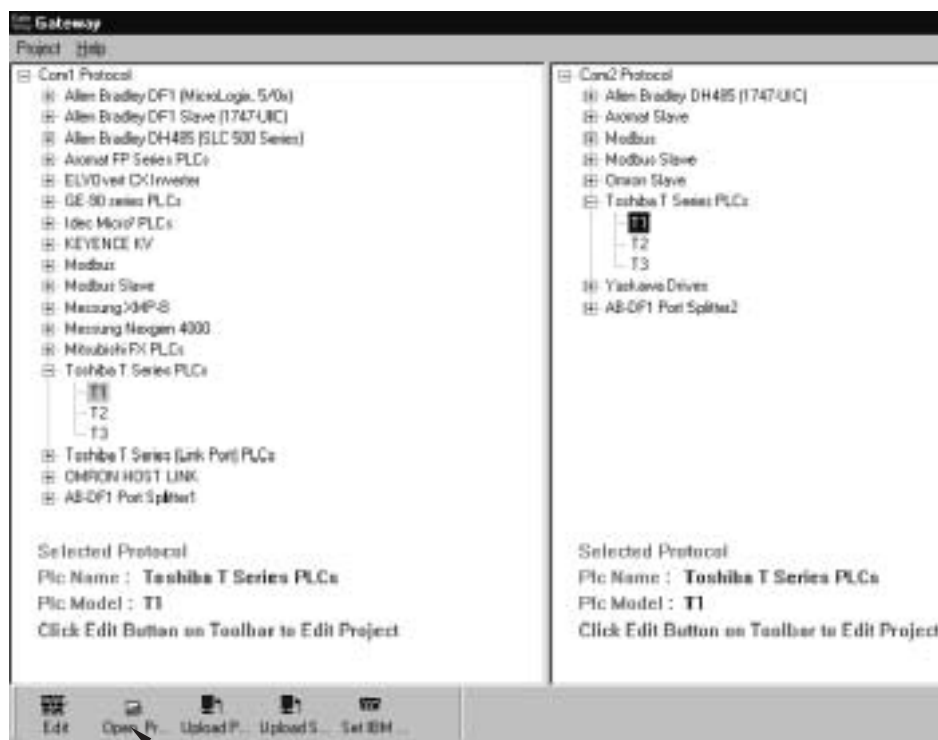 Gateway
Project Help
Com1 Protocol
Allen Bradley DF1 (MicroLogix, 5/0x)
Allen Bradley DF1 Slave (1747-UIC)
Allen Bradley DH485 (SLC 500 Series)
Aromat FP Series PLCs
CX Inverter
GE-90 series PLCs
Idec Micro³ PLCs
KEYENCE KV
Modbus
Modbus Slave
Messung XMP-8
Messung Nexgen 4000
Mitsubishi FX PLCs
Toshiba T Series PLCs
T1
T2
T3
Toshiba T Series (Link Port) PLCs
OMRON HOST LINK
AB-DF1 Port Splitter1
Selected Protocol
Plc Name : Toshiba T Series PLCs
Plc Model : T1
Click Edit Button on Toolbar to Edit Project
Com2 Protocol
Allen Bradley DH485 (1747-UIC)
Aromat Slave
Modbus
Modbus Slave
Omron Slave
Toshiba T Series PLCs
T1
T2
T3
Yaskawa Drives
AB-DF1 Port Splitter2
Selected Protocol
Plc Name : Toshiba T Series PLCs
Plc Model : T1
Click Edit Button on Toolbar to Edit Project
Edit Open Pr... Upload P... Upload S... Set IBM ...